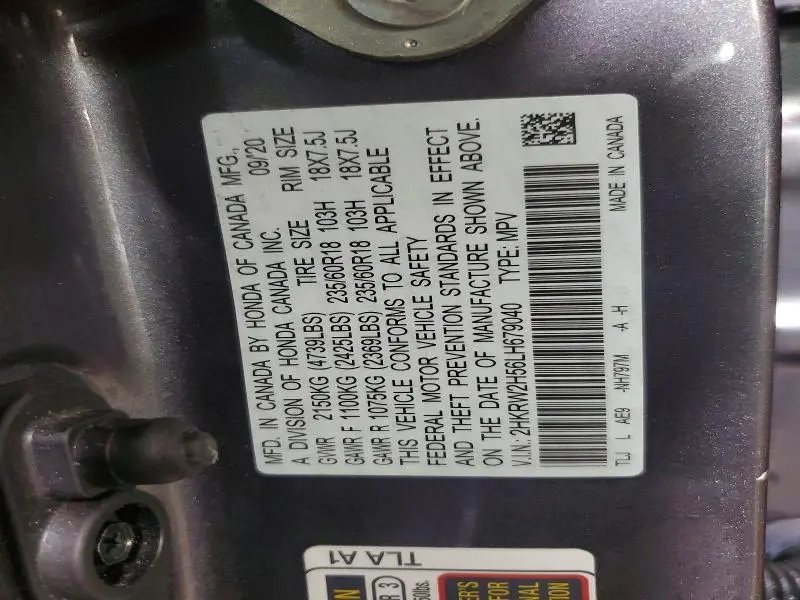 MFD. IN CANADA BY HONDA OF CANADA MFG.,
A DIVISION OF HONDA CANADA INC. 09/20
TIRE SIZE RIM SIZE
GVWR 2150KG (4739LBS)
GAWR F 1100KG (2425LBS) 235/60R18 103H 18X7.5J
GAWR R 1075KG (2369LBS) 235/60R18 103H 18X7.5J
THIS VEHICLE CONFORMS TO ALL APPLICABLE
FEDERAL MOTOR VEHICLE SAFETY
AND THEFT PREVENTION STANDARDS IN EFFECT
ON THE DATE OF MANUFACTURE SHOWN ABOVE.
V.I.N: 2HKRW2H56LH679040 TYPE: MPV
TLJ L AE9 -NH797M -A -H MADE IN CANADA
TLA A1